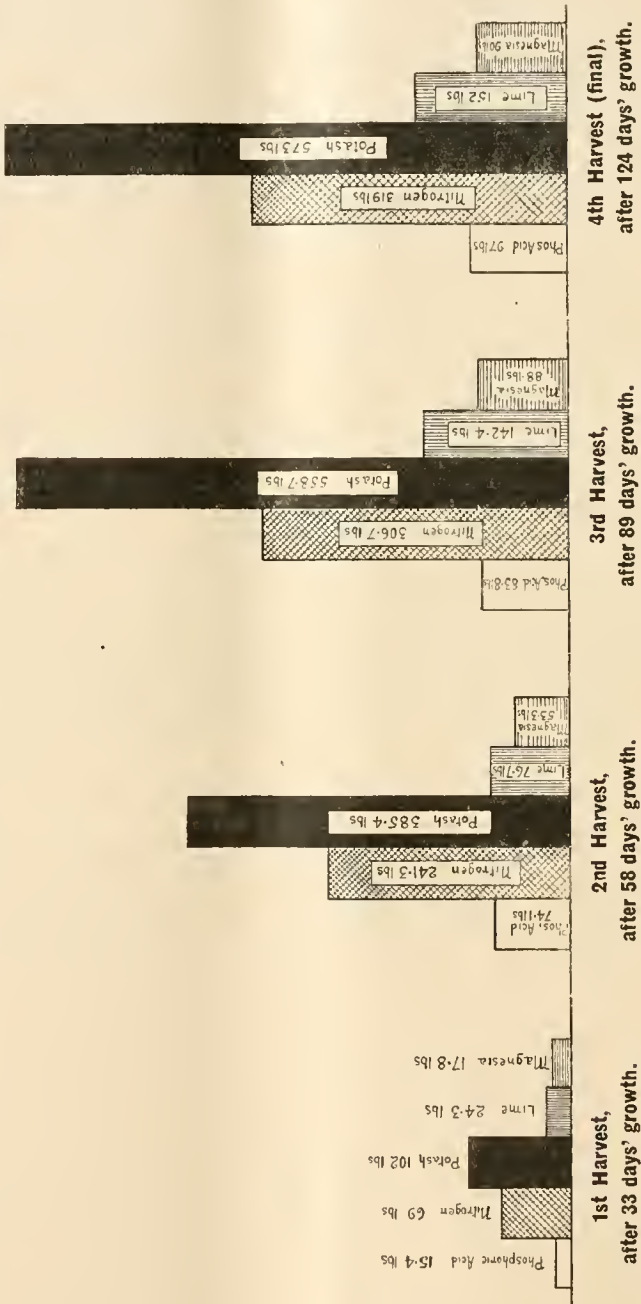 Phosphoric Acid 15·4 lbs
Nitrogen 69 lbs
Potash 102 lbs
Lime 24·3 lbs
Magnesia 17·8 lbs
1st Harvest,
after 33 days' growth.
Phos, Acid
74·1 lbs
Nitrogen 241·3 lbs
Potash 385·4 lbs
Lime 76·7 lbs
Magnesia
53·3 lbs
2nd Harvest,
after 58 days' growth.
Phos, Acid 83·8 lbs
Nitrogen 306·7 lbs
Potash 558·7 lbs
Lime 142·4 lbs
Magnesia
88· lbs
3rd Harvest,
after 89 days' growth.
Phos Acid 97 lbs
Nitrogen 319 lbs
Potash 573 lbs
Lime 152 lbs
Magnesia 90 lb
4th Harvest (final),
after 124 days' growth.